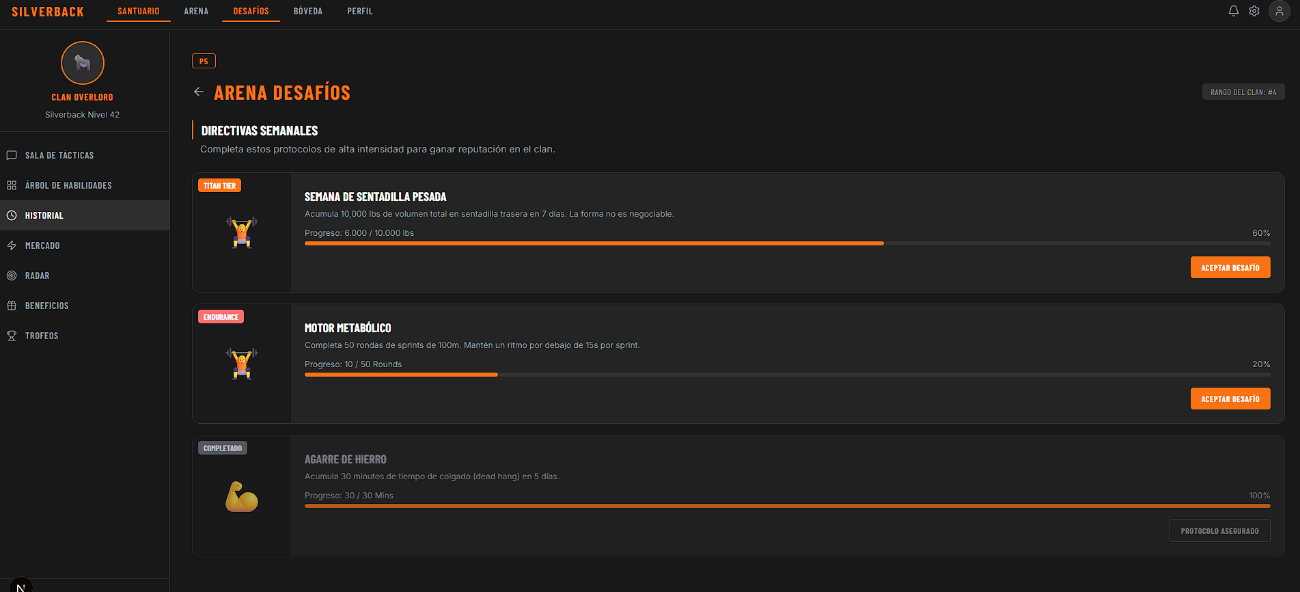 SILVERBACK
SANTUARIO
ARENA
DESAFÍOS
BÓVEDA
PERFIL
CLAN OVERLORD
Silverback Nivel 42
SALA DE TÁCTICAS
ÁRBOL DE HABILIDADES
HISTORIAL
MERCADO
RADAR
BENEFICIOS
TROFEOS
N
P5
← ARENA DESAFÍOS
RANGO DEL CLAN: #4
DIRECTIVAS SEMANALES
Completa estos protocolos de alta intensidad para ganar reputación en el clan.
TITAN TIER
SEMANA DE SENTADILLA PESADA
Acumula 10,000 lbs de volumen total en sentadilla trasera en 7 días. La forma no es negociable.
Progreso: 6.000 / 10.000 lbs
60%
ACEPTAR DESAFÍO
ENDURANCE
MOTOR METABÓLICO
Completa 50 rondas de sprints de 100m. Mantén un ritmo por debajo de 15s por sprint.
Progreso: 10 / 50 Rounds
20%
ACEPTAR DESAFÍO
COMPLETADO
AGARRE DE HIERRO
Acumula 30 minutos de tiempo de colgado (dead hang) en 5 días.
Progreso: 30 / 30 Mins
100%
PROTOCOLO ASEGURADO